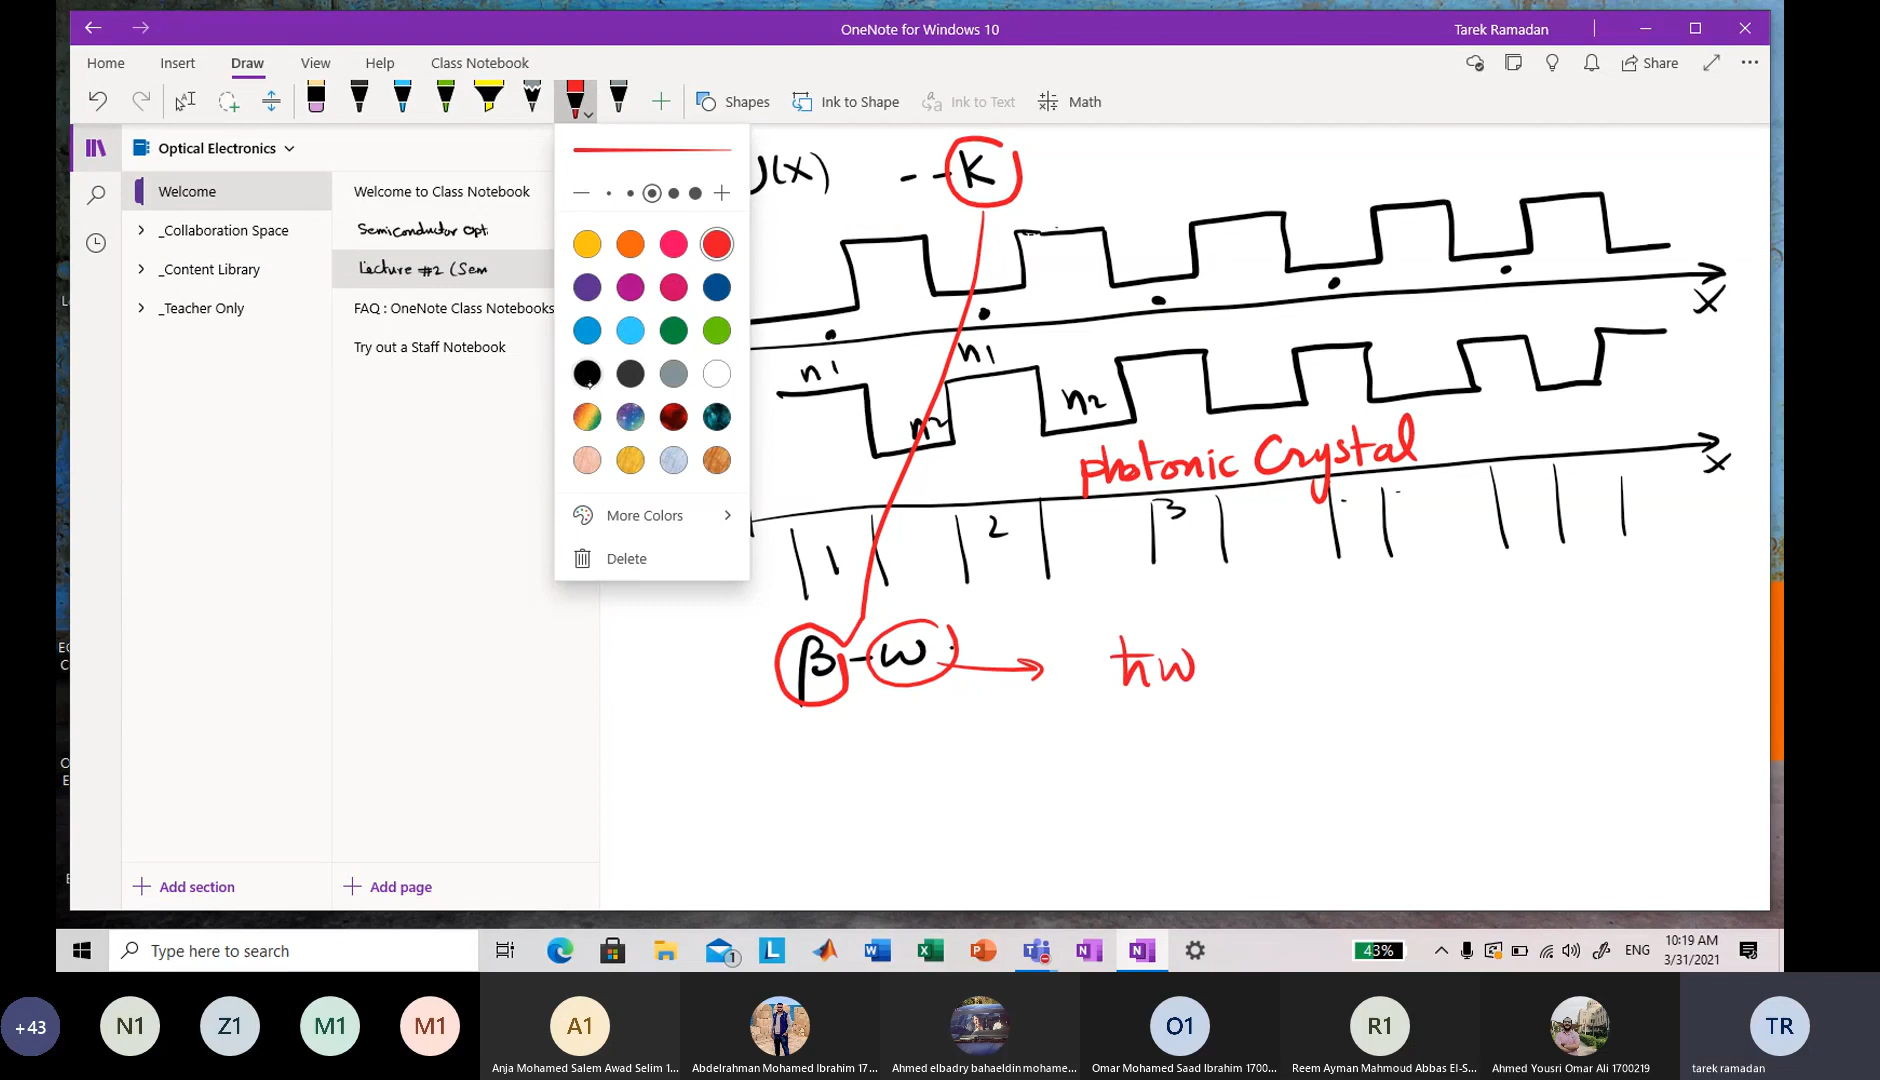 OneNote for Windows 10
Tarek Ramadan
Home Insert Draw View Help Class Notebook
Share
Shapes Ink to Shape Ink to Text Math
Optical Electronics
Welcome
_Collaboration Space
_Content Library
_Teacher Only
Welcome to Class Notebook
Semiconductor Opti
Lecture #2 (Sem
FAQ : OneNote Class Notebooks
Try out a Staff Notebook
More Colors
Delete
Add section
Add page
U(x) --K
x
n1 n1
n2 n2
photonic Crystal
x
1 2 3
β-ω → ħω
Type here to search
1
43%
ENG
10:19 AM
3/31/2021
+43
N1
Z1
M1
M1
A1
O1
R1
TR
Anja Mohamed Salem Awad Selim 1...
Abdelrahman Mohamed Ibrahim 17...
Ahmed elbadry bahaeldin mohame...
Omar Mohamed Saad Ibrahim 1700...
Reem Ayman Mahmoud Abbas El-S...
Ahmed Yousri Omar Ali 1700219
tarek ramadan